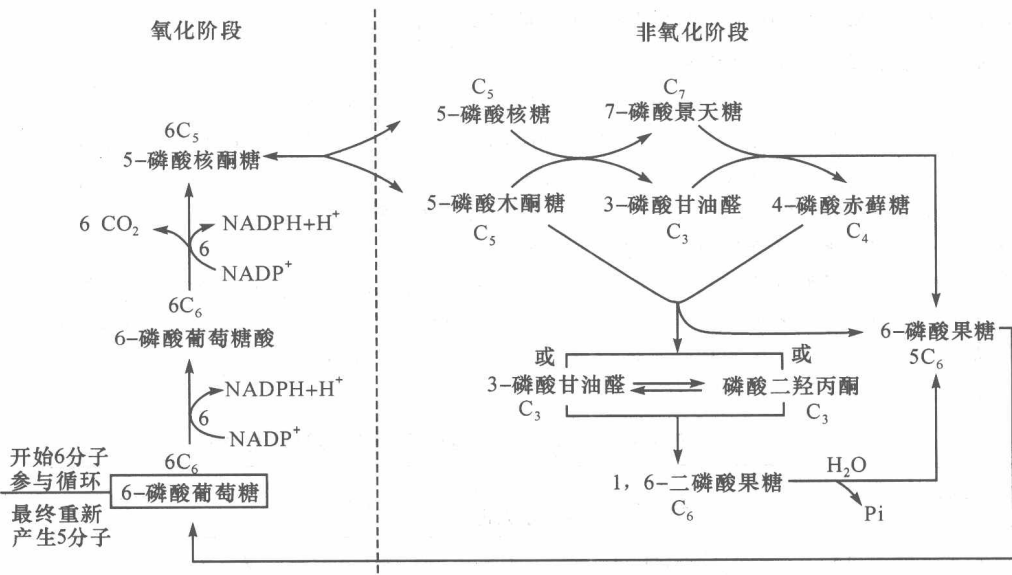 氧化阶段
非氧化阶段
C5
5-磷酸核糖
C7
7-磷酸景天糖
6C5
5-磷酸核酮糖
5-磷酸木酮糖
C5
3-磷酸甘油醛
C3
4-磷酸赤藓糖
C4
6 CO2
NADPH+H+
6
NADP+
6C6
6-磷酸葡萄糖酸
6-磷酸果糖
5C6
或
或
3-磷酸甘油醛
C3
磷酸二羟丙酮
C3
NADPH+H+
6
NADP+
开始6分子
参与循环
6C6
6-磷酸葡萄糖
最终重新
产生5分子
1,6-二磷酸果糖
C6
H2O
Pi